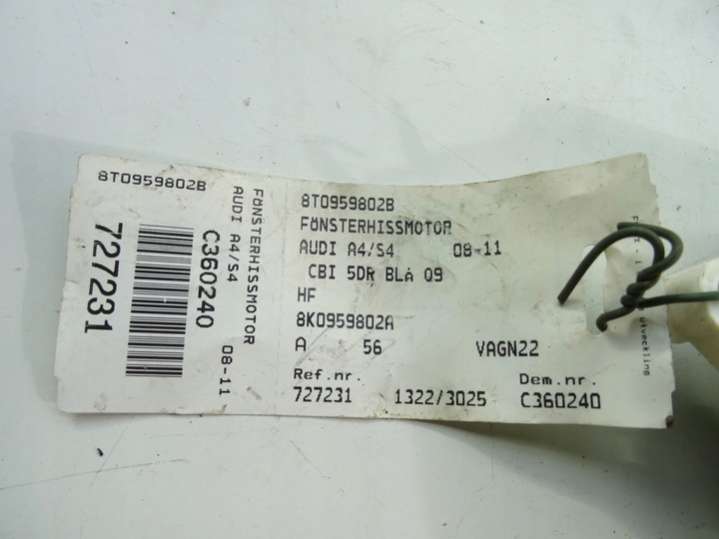 8T0959802B
FÖNSTERHISSMOTOR
AUDI A4/S4 08-11
C360240
727231
8T0959802B
FÖNSTERHISSMOTOR
AUDI A4/S4 08-11
CBI 5DR BLÅ 09
HF
8K0959802A
A 56 VAGN22
Ref.nr. Dem.nr.
727231 1322/3025 C360240
utveckling